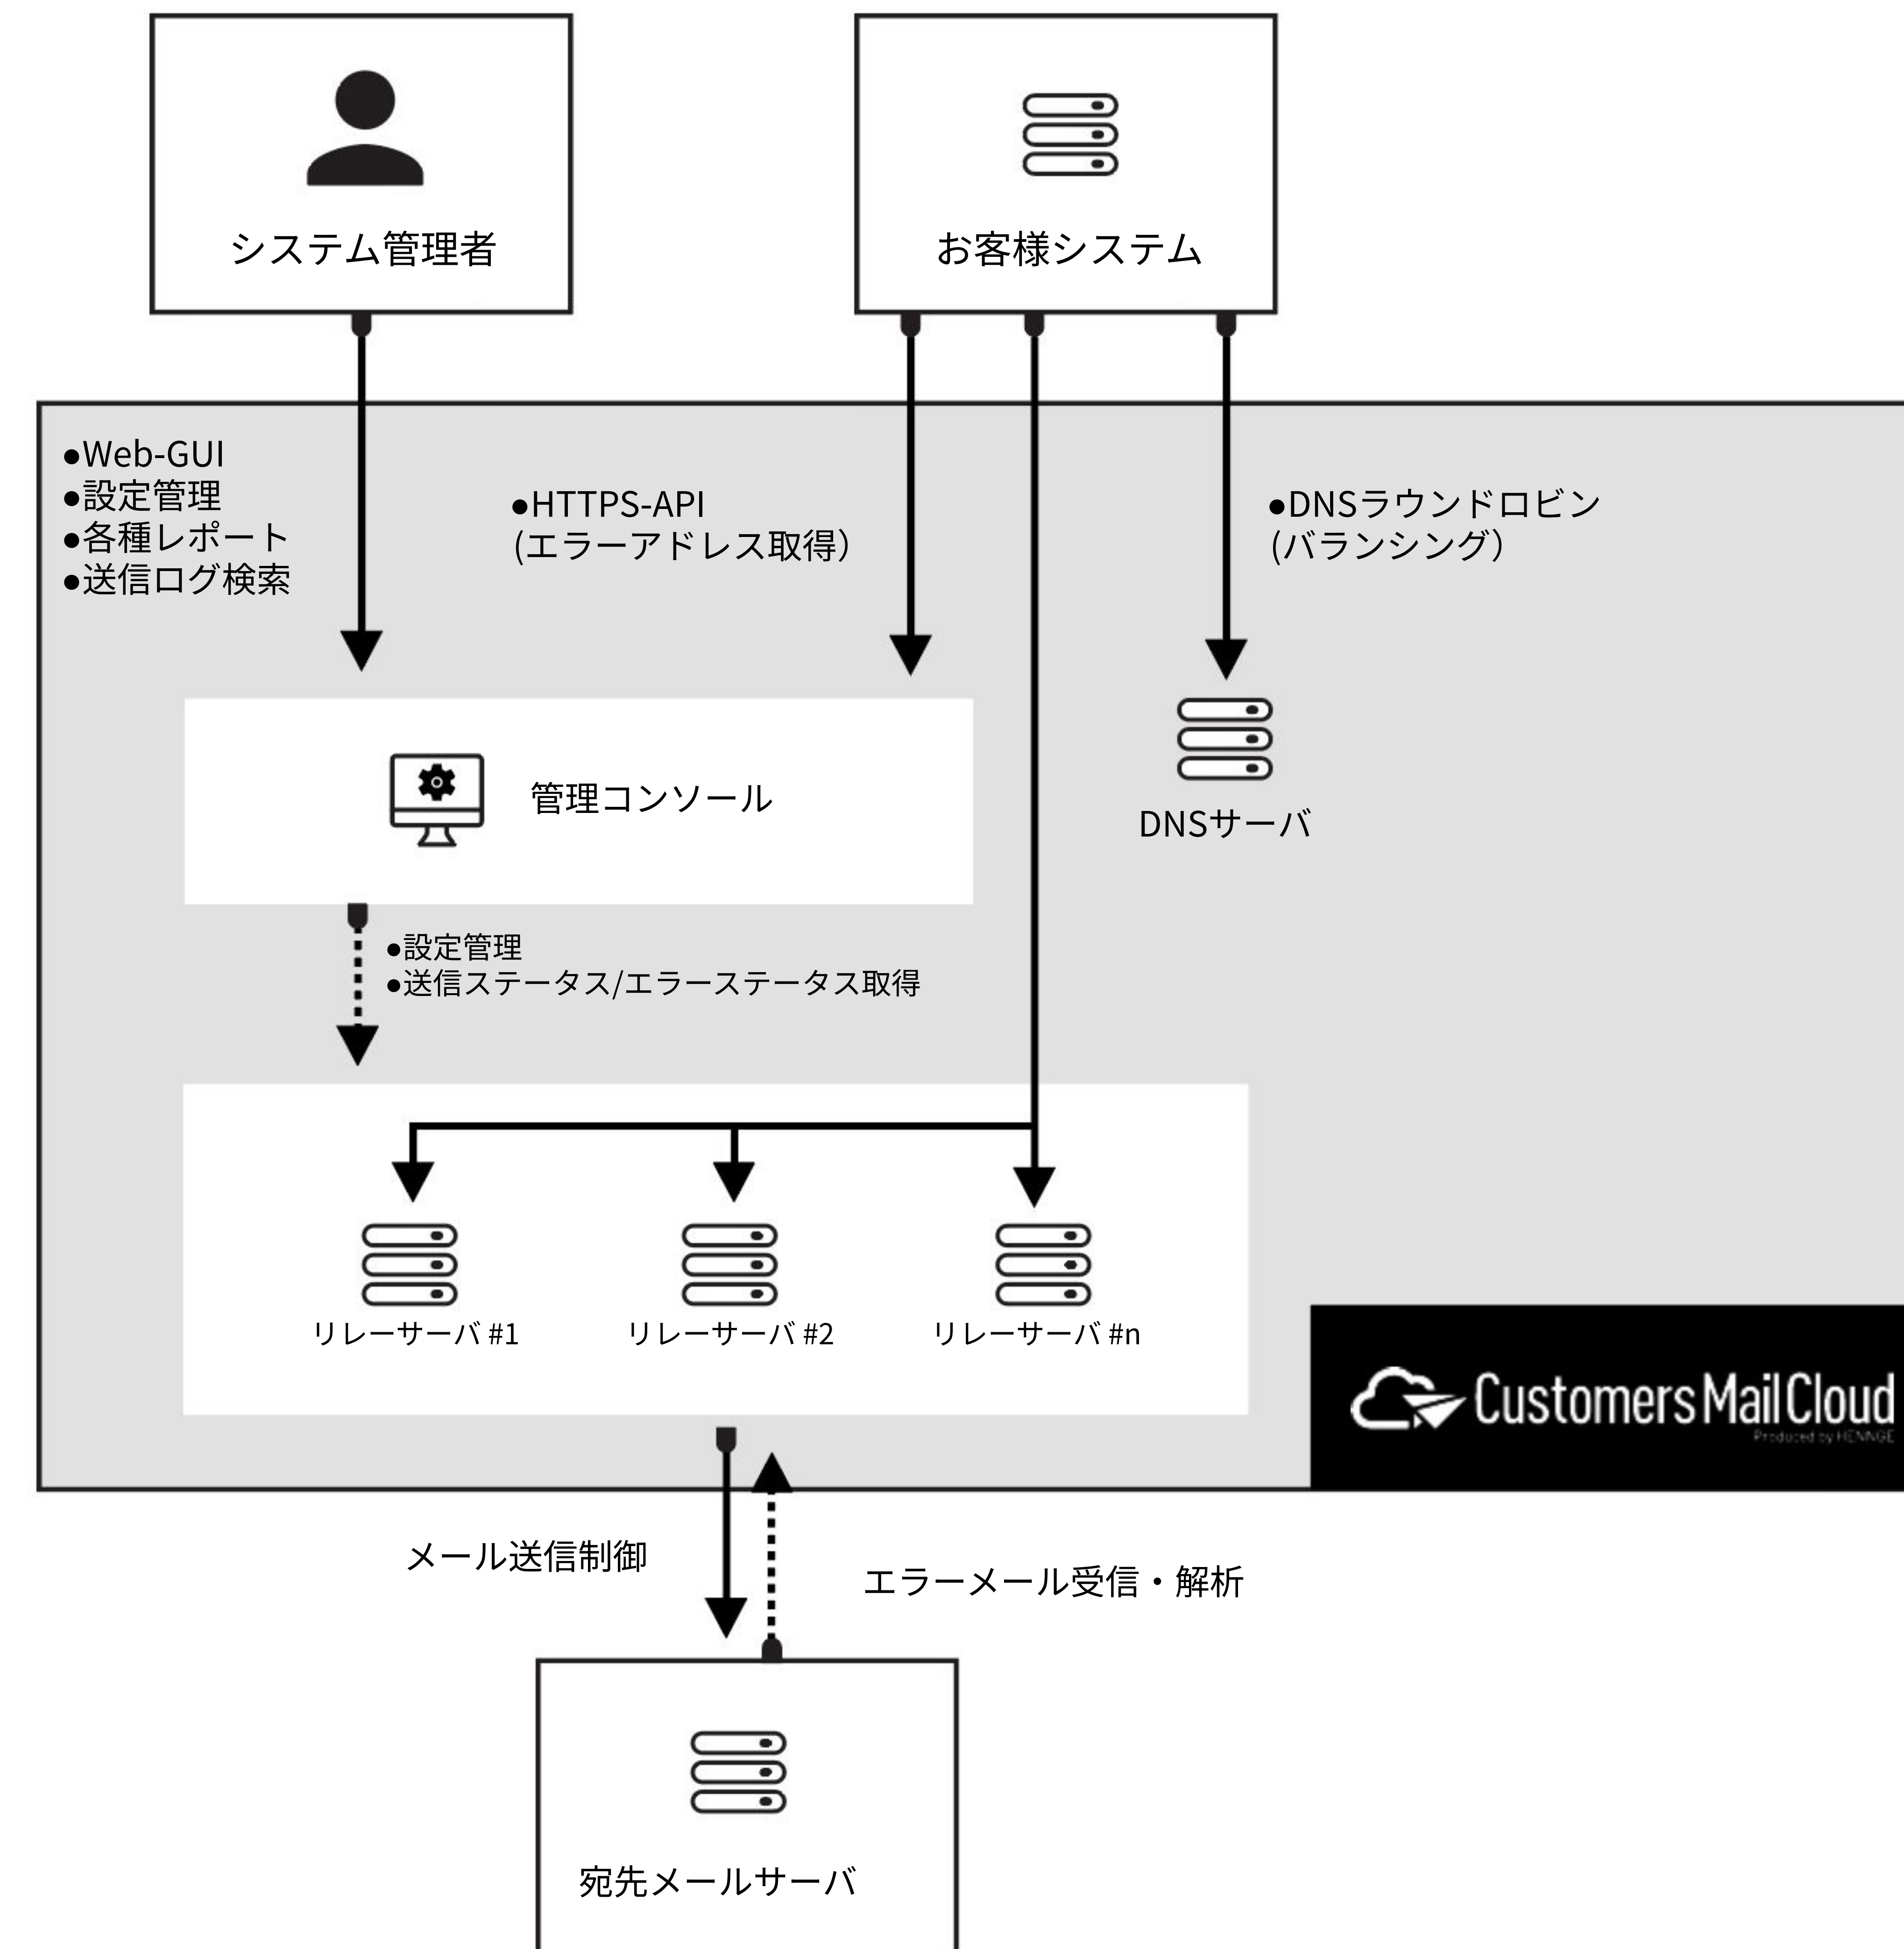 システム管理者
お客様システム
●Web-GUI
●設定管理
●各種レポート
●送信ログ検索
●HTTPS-API
(エラーアドレス取得)
●DNSラウンドロビン
(バランシング)
管理コンソール
DNSサーバ
●設定管理
●送信ステータス/エラーステータス取得
リレーサーバ #1
リレーサーバ #2
リレーサーバ #n
Customers Mail Cloud
Produced by HENNGE
メール送信制御
エラーメール受信・解析
宛先メールサーバ